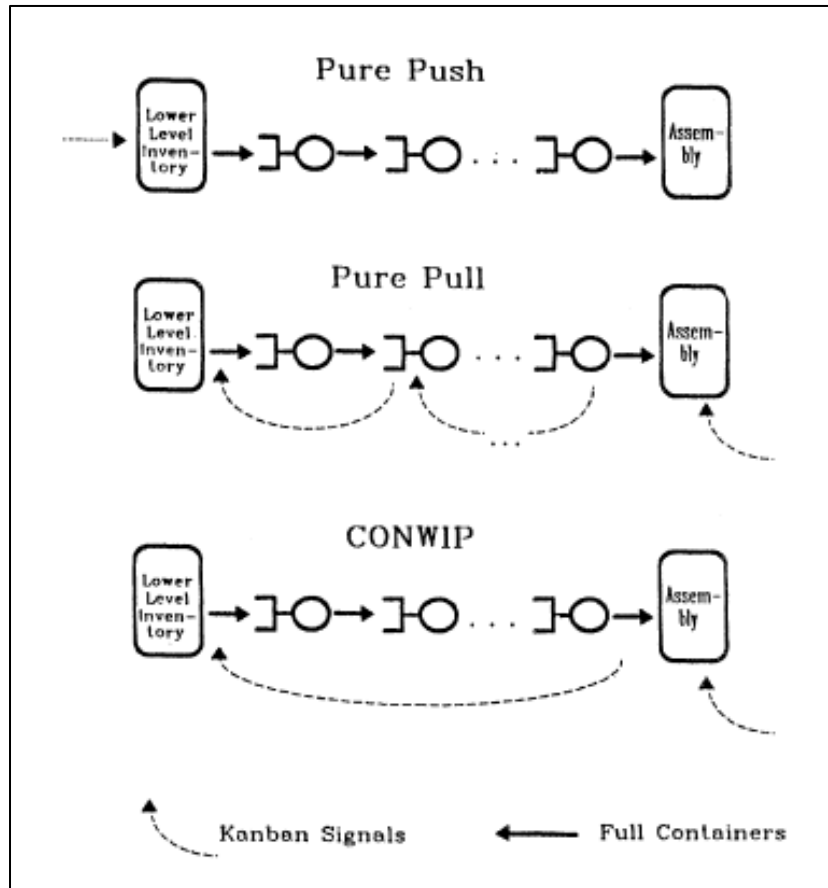 Pure Push
Lower
Level
Inven-
tory
Assem-
bly
Pure Pull
Lower
Level
Inven-
tory
Assem-
bly
CONWIP
Lower
Level
Inven-
tory
Assem-
bly
Kanban Signals
Full Containers